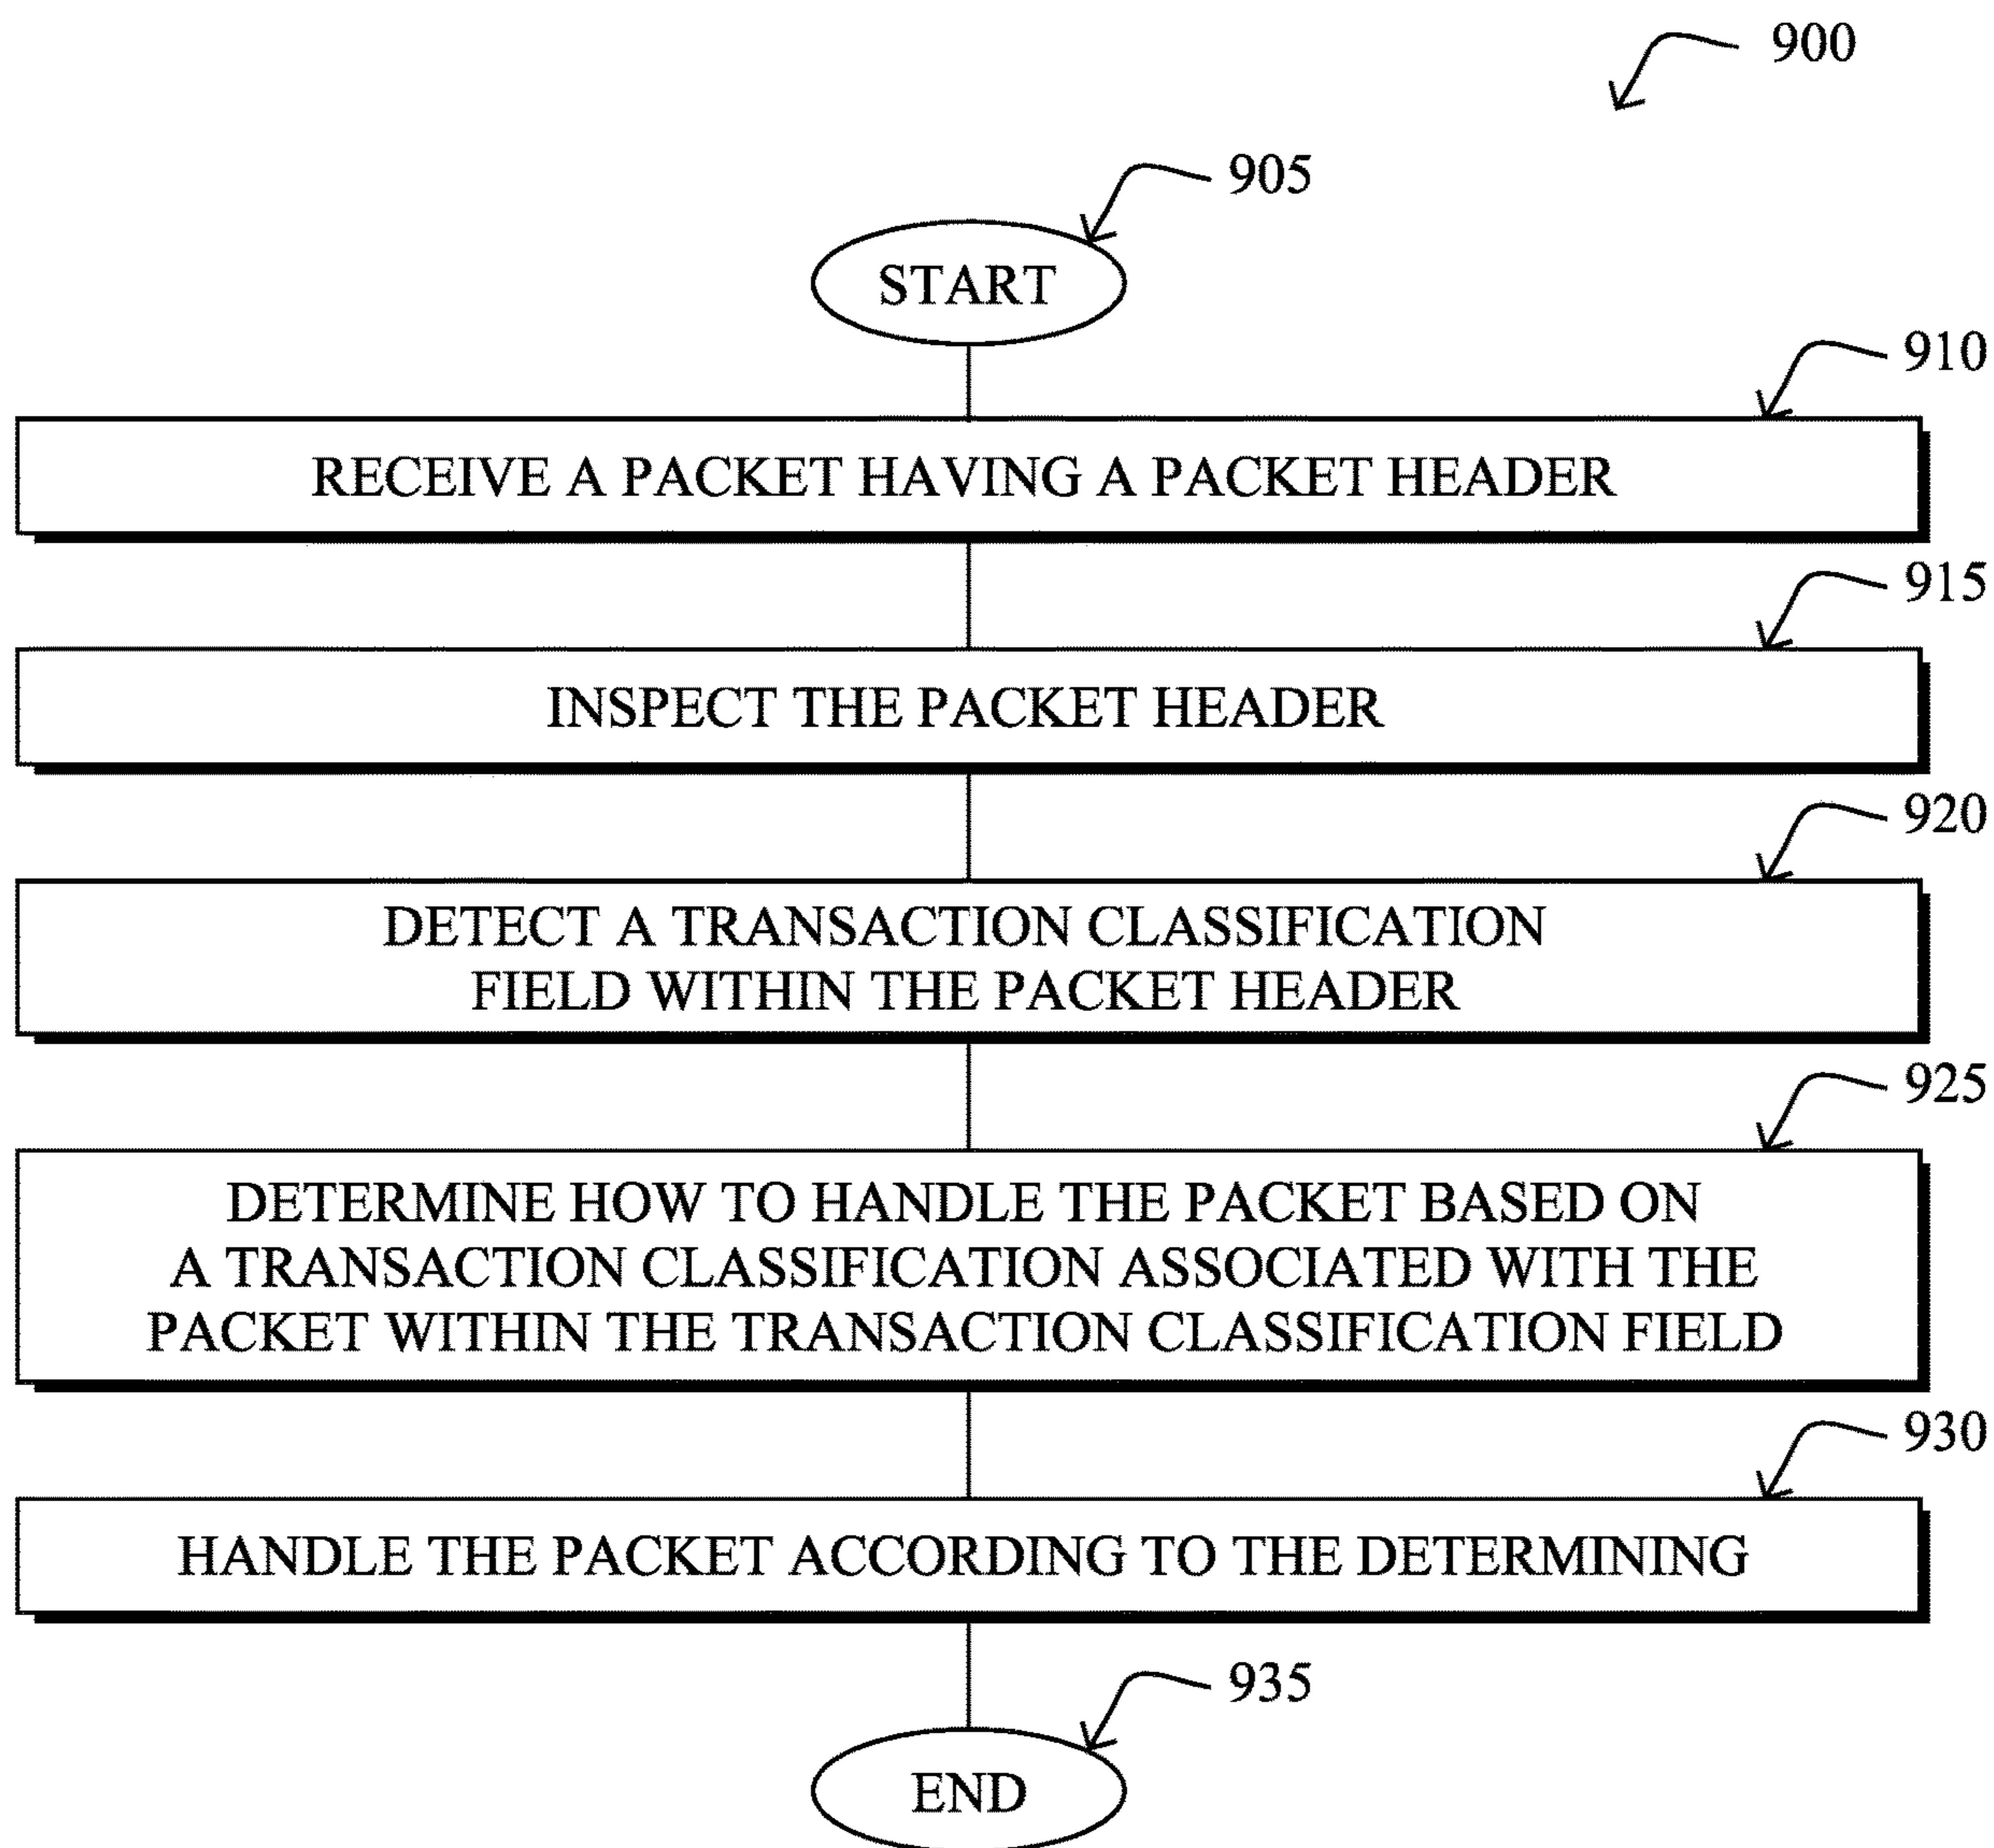 900
905
START
910
RECEIVE A PACKET HAVING A PACKET HEADER
915
INSPECT THE PACKET HEADER
920
DETECT A TRANSACTION CLASSIFICATION
FIELD WITHIN THE PACKET HEADER
925
DETERMINE HOW TO HANDLE THE PACKET BASED ON
A TRANSACTION CLASSIFICATION ASSOCIATED WITH THE
PACKET WITHIN THE TRANSACTION CLASSIFICATION FIELD
930
HANDLE THE PACKET ACCORDING TO THE DETERMINING
935
END